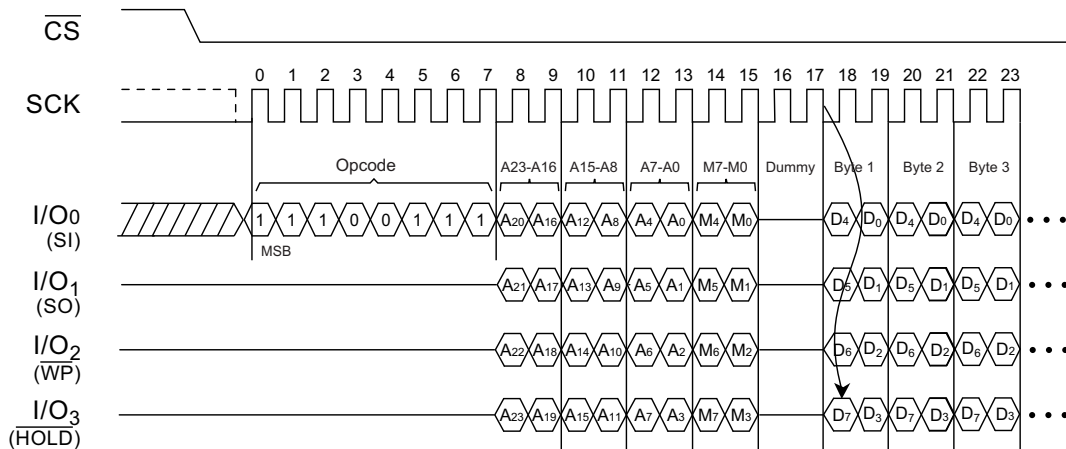 CS
0 1 2 3 4 5 6 7 8 9 10 11 12 13 14 15 16 17 18 19 20 21 22 23
SCK
Opcode A23-A16 A15-A8 A7-A0 M7-M0 Dummy Byte 1 Byte 2 Byte 3
I/O0 1 1 1 0 0 1 1 1 A20 A16 A12 A8 A4 A0 M4 M0 D4 D0 D4 D0 D4 D0 • • •
(SI)
MSB
I/O1 A21 A17 A13 A9 A5 A1 M5 M1 D5 D1 D5 D1 D5 D1 • • •
(SO)
I/O2 A22 A18 A14 A10 A6 A2 M6 M2 D6 D2 D6 D2 D6 D2 • • •
(WP)
I/O3 A23 A19 A15 A11 A7 A3 M7 M3 D7 D3 D7 D3 D7 D3 • • •
(HOLD)